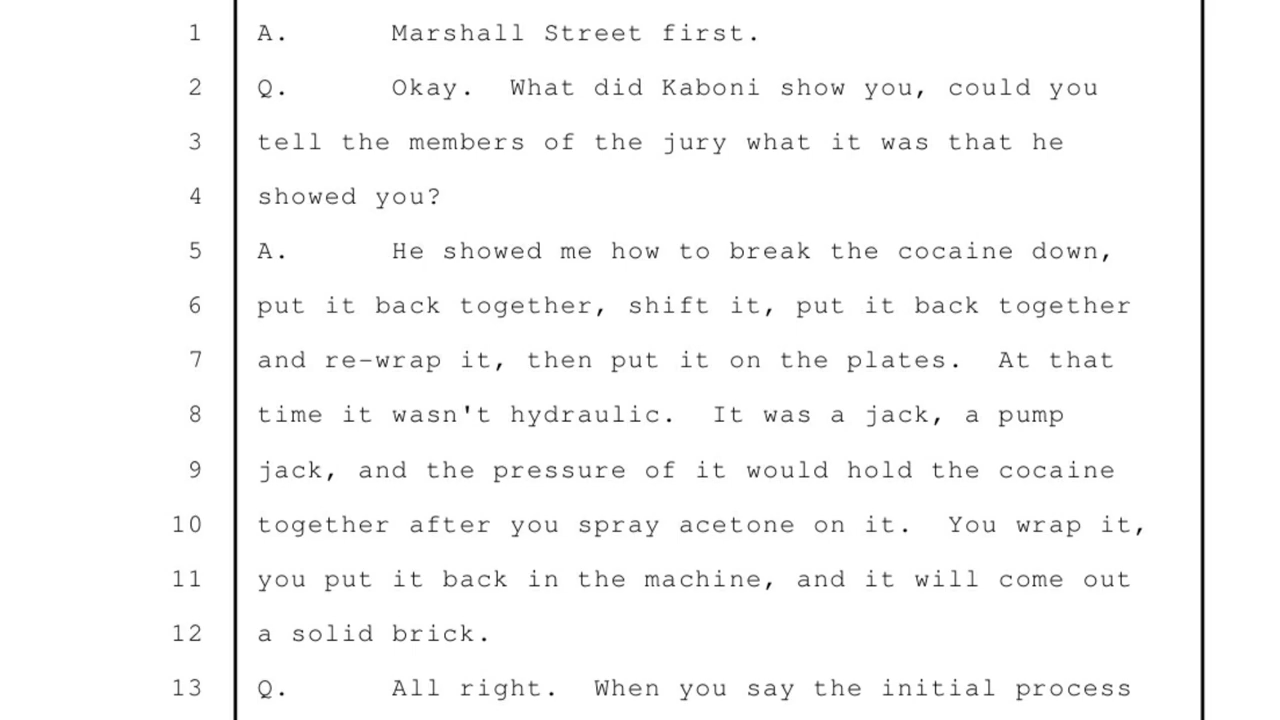 1 A. Marshall Street first.
2 Q. Okay. What did Kaboni show you, could you
3 tell the members of the jury what it was that he
4 showed you?
5 A. He showed me how to break the cocaine down,
6 put it back together, shift it, put it back together
7 and re-wrap it, then put it on the plates. At that
8 time it wasn't hydraulic. It was a jack, a pump
9 jack, and the pressure of it would hold the cocaine
10 together after you spray acetone on it. You wrap it,
11 you put it back in the machine, and it will come out
12 a solid brick.
13 Q. All right. When you say the initial process